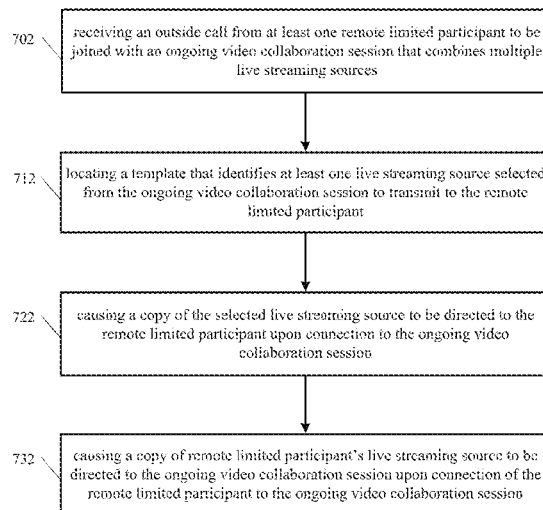 702
receiving an outside call from at least one remote limited participant to be
joined with an ongoing video collaboration session that combines multiple
live streaming sources
712
locating a template that identifies at least one live streaming source selected
from the ongoing video collaboration session to transmit to the remote
limited participant
722
causing a copy of the selected live streaming source to be directed to the
remote limited participant upon connection to the ongoing video
collaboration session
732
causing a copy of remote limited participant's live streaming source to be
directed to the ongoing video collaboration session upon connection of the
remote limited participant to the ongoing video collaboration session